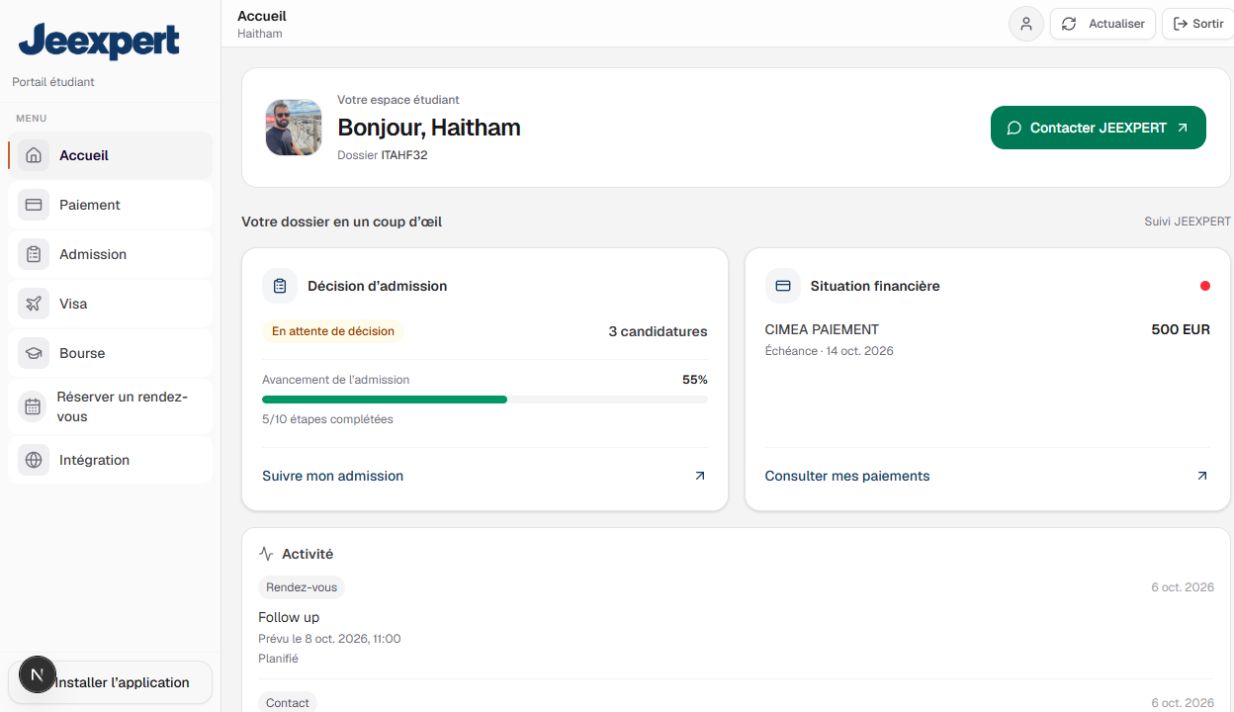 Jeexpert
Portail étudiant
MENU
Accueil
Paiement
Admission
Visa
Bourse
Réserver un rendez-
vous
Intégration
N
Installer l'application
Accueil
Haitham
Actualiser
Sortir
Votre espace étudiant
Bonjour, Haitham
Dossier ITAHF32
Contacter JEEXPERT
Votre dossier en un coup d'œil
Suivi JEEXPERT
Décision d'admission
En attente de décision
3 candidatures
Avancement de l'admission
55%
5/10 étapes complétées
Suivre mon admission
Situation financière
CIMEA PAIEMENT
500 EUR
Échéance · 14 oct. 2026
Consulter mes paiements
Activité
Rendez-vous
6 oct. 2026
Follow up
Prévu le 8 oct. 2026, 11:00
Planifié
Contact
6 oct. 2026